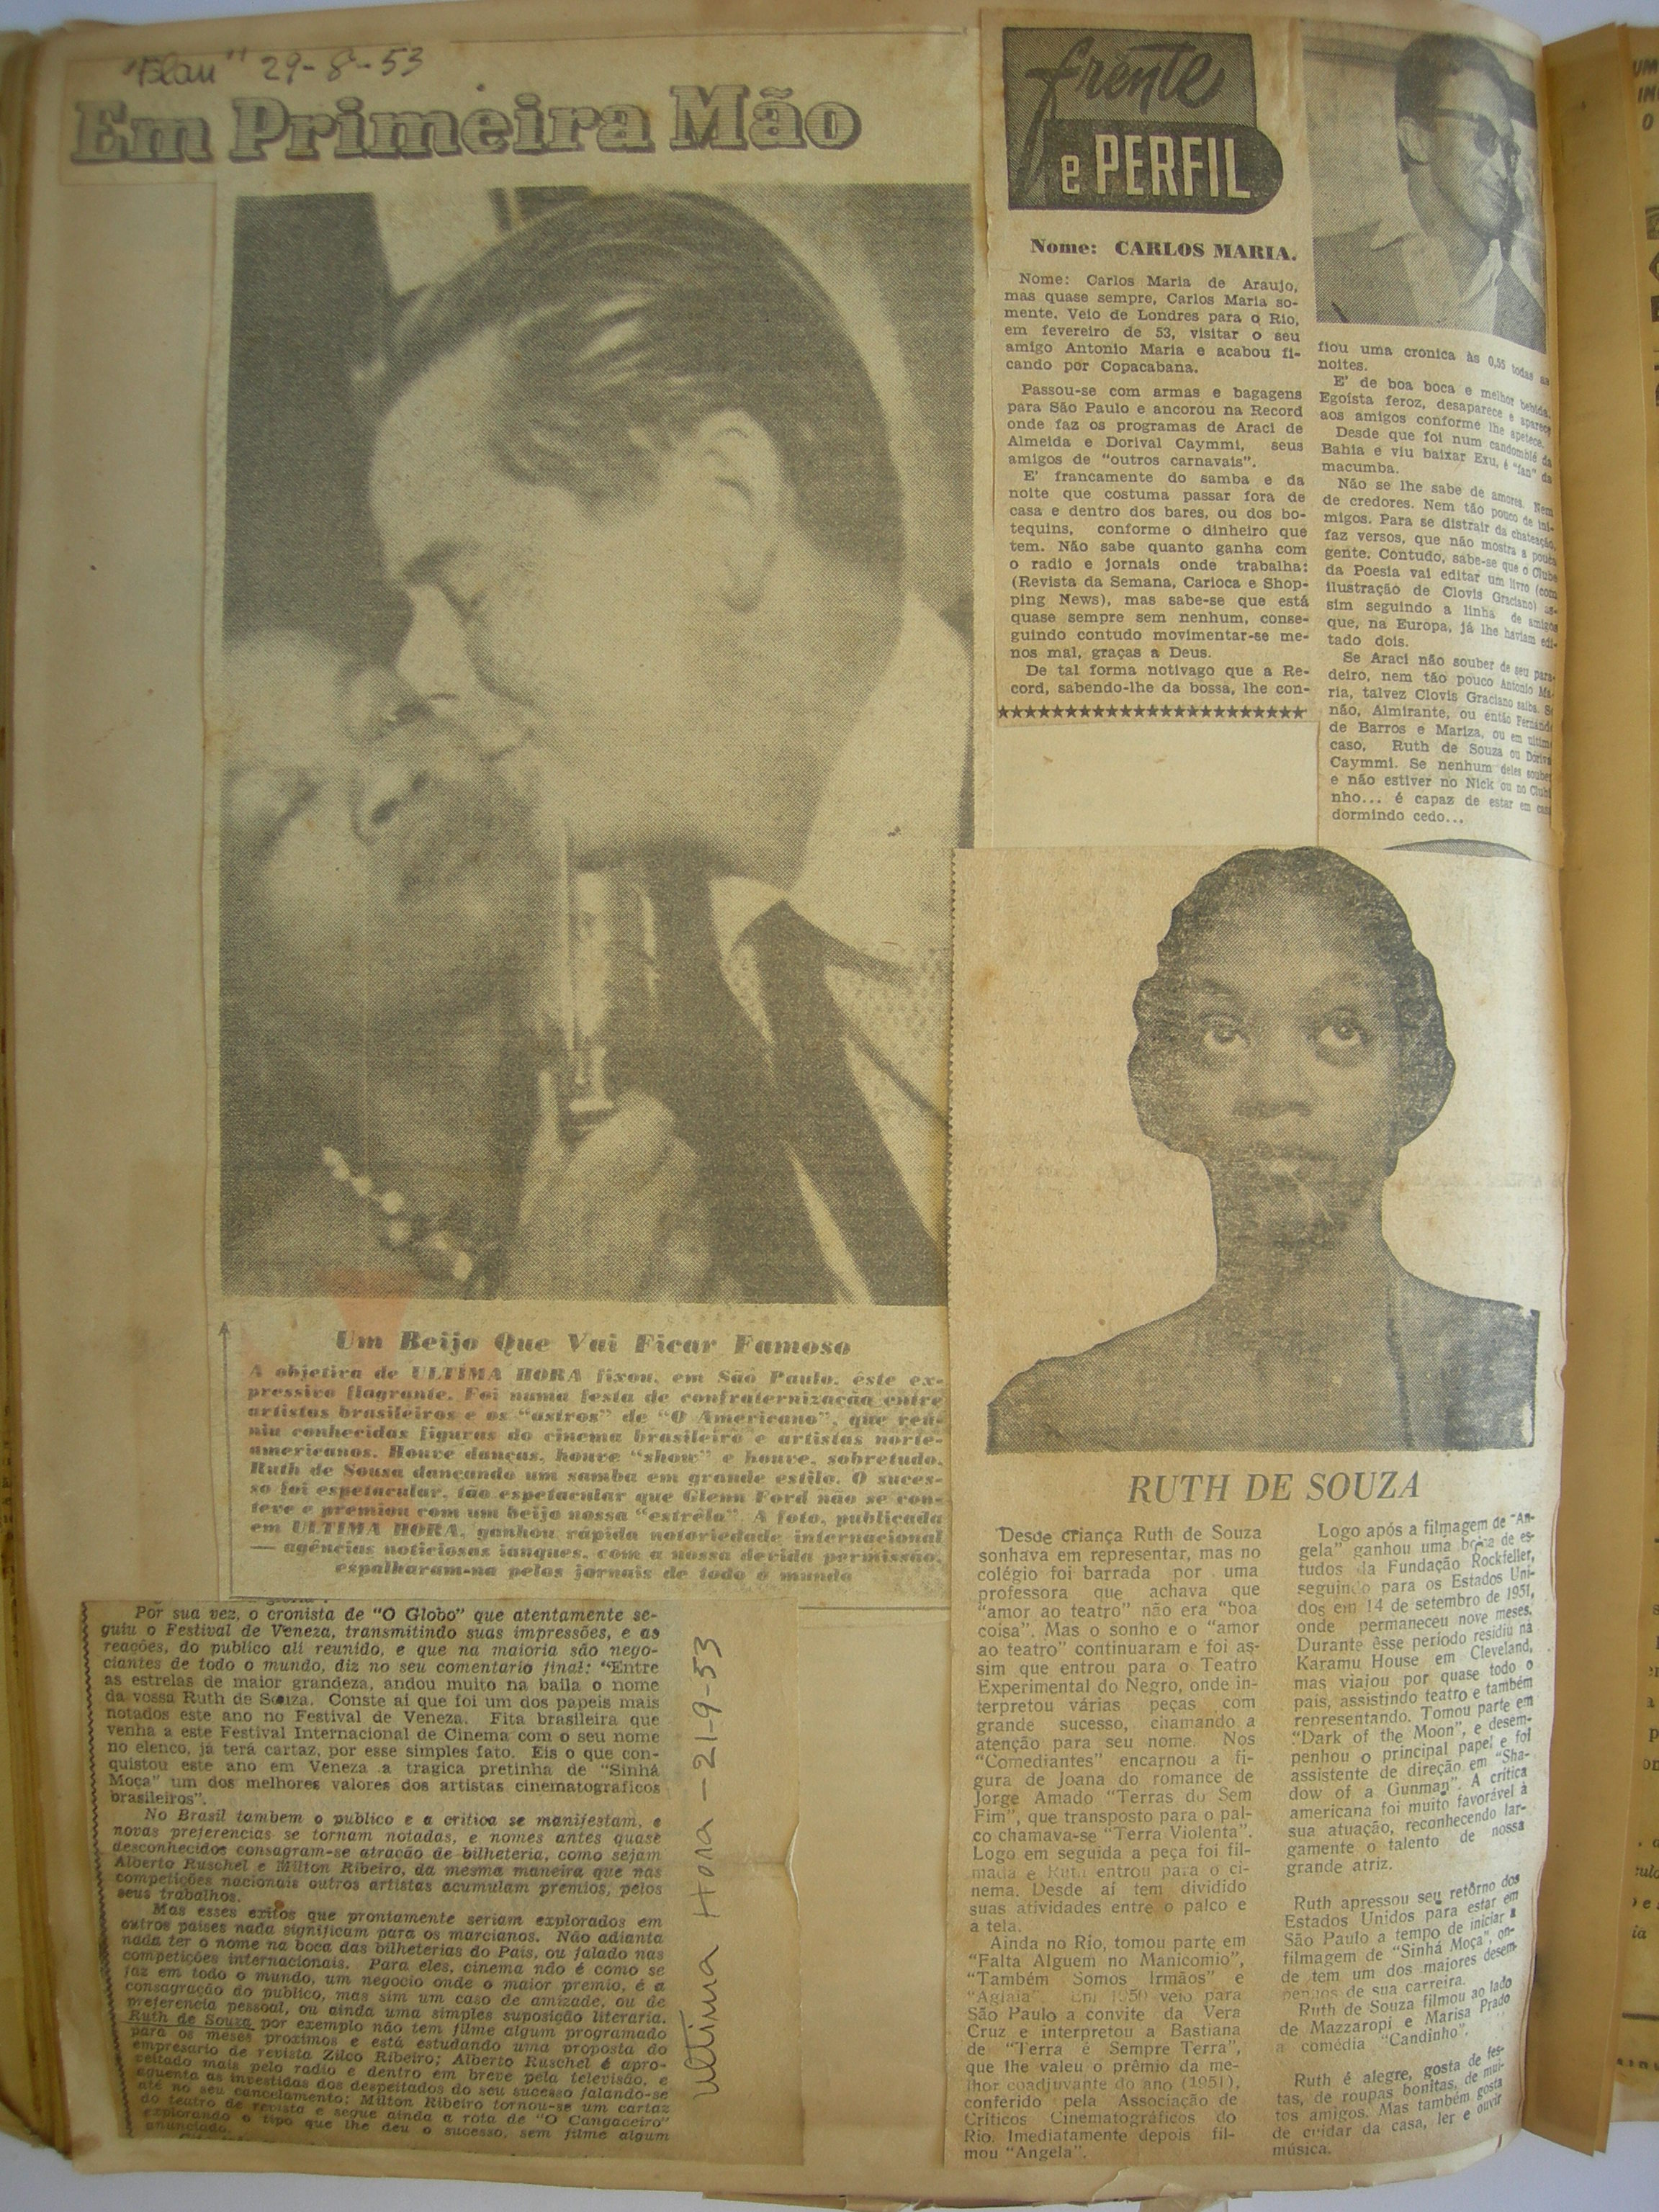 29-8-53
Em Primeira Mão
Um Beijo Que Vai Ficar Famoso
A objetiva de ULTIMA HORA fixou, em São Paulo, êste ex-
pressivo flagrante. Foi numa festa de confraternização entre
artistas brasileiros e os "astros" de "O Americano", que reu-
niu conhecidas figuras do cinema brasileiro e artistas norte-
americanos. Houve danças, houve "show" e houve, sobretudo,
Ruth de Sousa dançando um samba em grande estilo. O suces-
so foi espetacular, tão espetacular que Glenn Ford não se con-
teve e premiou com um beijo nossa "estrêla". A foto, publicada
em ULTIMA HORA, ganhou rápida notoriedade internacional
— agências noticiosas ianques, com a nossa devida permissão,
espalharam-na pelos jornais de todo o mundo
Por sua vez, o cronista de "O Globo" que atentamente se-
guiu o Festival de Veneza, transmitindo suas impressões, e as
reações, do publico ali reunido, e que na maioria são nego-
ciantes de todo o mundo, diz no seu comentario final: "Entre
as estrelas de maior grandeza, andou muito na baila o nome
da vossa Ruth de Souza. Conste aí que foi um dos papeis mais
notados este ano no Festival de Veneza. Fita brasileira que
venha a este Festival Internacional de Cinema com o seu nome
no elenco, já terá cartaz, por esse simples fato. Eis o que con-
quistou este ano em Veneza a tragica pretinha de "Sinhá
Moça" um dos melhores valores dos artistas cinematograficos
brasileiros".
No Brasil tambem o publico e a critica se manifestam, e
novas preferencias se tornam notadas, e nomes antes quase
desconhecidos consagram-se atração de bilheteria, como sejam
Alberto Ruschel e Milton Ribeiro, da mesma maneira que nas
competições nacionais outros artistas acumulam premios, pelos
seus trabalhos.
Mas esses exitos que prontamente seriam explorados em
outros paises nada significam para os marcianos. Não adianta
nada ter o nome na boca das bilheterias do País, ou falado nas
competições internacionais. Para eles, cinema não é como se
faz em todo o mundo, um negocio onde o maior premio, é a
consagração do publico, mas sim um caso de amizade, ou de
preferencia pessoal, ou ainda uma simples suposição literaria.
Ruth de Souza por exemplo não tem filme algum programado
para os meses proximos e está estudando uma proposta do
empresario de revista Zilco Ribeiro; Alberto Ruschel é apro-
veitado mais pelo radio e dentro em breve pela televisão, e
aguenta as investidas dos despeitados do seu sucesso falando-se
até no seu cancelamento; Milton Ribeiro tornou-se um cartaz
do teatro de revista e segue ainda a rota de "O Cangaceiro"
explorando o tipo que lhe deu o sucesso, sem filme algum
anunciado.
Ultima Hora - 21-9-53
frente
e PERFIL
Nome: CARLOS MARIA.
Nome: Carlos Maria de Araujo,
mas quase sempre, Carlos Maria so-
mente. Veio de Londres para o Rio,
em fevereiro de 53, visitar o seu
amigo Antonio Maria e acabou fi-
cando por Copacabana.
Passou-se com armas e bagagens
para São Paulo e ancorou na Record
onde faz os programas de Araci de
Almeida e Dorival Caymmi, seus
amigos de "outros carnavais".
E' francamente do samba e da
noite que costuma passar fora de
casa e dentro dos bares, ou dos bo-
tequins, conforme o dinheiro que
tem. Não sabe quanto ganha com
o radio e jornais onde trabalha:
(Revista da Semana, Carioca e Shop-
ping News), mas sabe-se que está
quase sempre sem nenhum, conse-
guindo contudo movimentar-se me-
nos mal, graças a Deus.
De tal forma notivago que a Re-
cord, sabendo-lhe da bossa, lhe con-
★★★★★★★★★★★★★★★★★★★★★★★
fiou uma cronica às 0,55 todas as
noites.
E' de boa boca e melhor bebida.
Egoista feroz, desaparece e aparece
aos amigos conforme lhe apetece.
Desde que foi num candomblé da
Bahia e viu baixar Exu, é "fan" da
macumba.
Não se lhe sabe de amores. Nem
de credores. Nem tão pouco de ini-
migos. Para se distrair da chateação,
faz versos, que não mostra a pouca
gente. Contudo, sabe-se que o Clube
da Poesia vai editar um livro (com
ilustração de Clovis Graciano) as-
sim seguindo a linha de amigos
que, na Europa, já lhe haviam edi-
tado dois.
Se Araci não souber de seu para-
deiro, nem tão pouco Antonio Ma-
ria, talvez Clovis Graciano saiba. Se
não, Almirante, ou então Fernando
de Barros e Mariza, ou em ultimo
caso, Ruth de Souza ou Dorival
Caymmi. Se nenhum deles souber
e não estiver no Nick ou no Clubi-
nho... é capaz de estar em casa
dormindo cedo...
RUTH DE SOUZA
Desde criança Ruth de Souza
sonhava em representar, mas no
colégio foi barrada por uma
professora que achava que
"amor ao teatro" não era "boa
coisa". Mas o sonho e o "amor
ao teatro" continuaram e foi as-
sim que entrou para o Teatro
Experimental do Negro, onde in-
terpretou várias peças com
grande sucesso, chamando a
atenção para seu nome. Nos
"Comediantes" encarnou a fi-
gura de Joana do romance de
Jorge Amado "Terras do Sem
Fim", que transposto para o pal-
co chamava-se "Terra Violenta".
Logo em seguida a peça foi fil-
mada e Ruth entrou para o ci-
nema. Desde aí tem dividido
suas atividades entre o palco e
a tela.
Ainda no Rio, tomou parte em
"Falta Alguem no Manicomio",
"Também Somos Irmãos" e
"Aglaia". Em 1950 veio para
São Paulo a convite da Vera
Cruz e interpretou a Bastiana
de "Terra é Sempre Terra",
que lhe valeu o prêmio da me-
lhor coadjuvante do ano (1951),
conferido pela Associação de
Críticos Cinematográficos do
Rio. Imediatamente depois fil-
mou "Angela".
Logo após a filmagem de "An-
gela" ganhou uma bolsa de es-
tudos da Fundação Rockfeller,
seguindo para os Estados Uni-
dos em 14 de setembro de 1951,
onde permaneceu nove meses.
Durante êsse período residiu na
Karamu House em Cleveland,
mas viajou por quase todo o
país, assistindo teatro e também
representando. Tomou parte em
"Dark of the Moon", e desem-
penhou o principal papel e foi
assistente de direção em "Sha-
dow of a Gunman". A crítica
americana foi muito favorável à
sua atuação, reconhecendo lar-
gamente o talento de nossa
grande atriz.
Ruth apressou seu retôrno dos
Estados Unidos para estar em
São Paulo a tempo de iniciar a
filmagem de "Sinhá Moça", on-
de tem um dos maiores desem-
penhos de sua carreira.
Ruth de Souza filmou ao lado
de Mazzaropi e Marisa Prado
a comédia "Candinho".
Ruth é alegre, gosta de fes-
tas, de roupas bonitas, de mui-
tos amigos. Mas também gosta
de cuidar da casa, ler e ouvir
música.